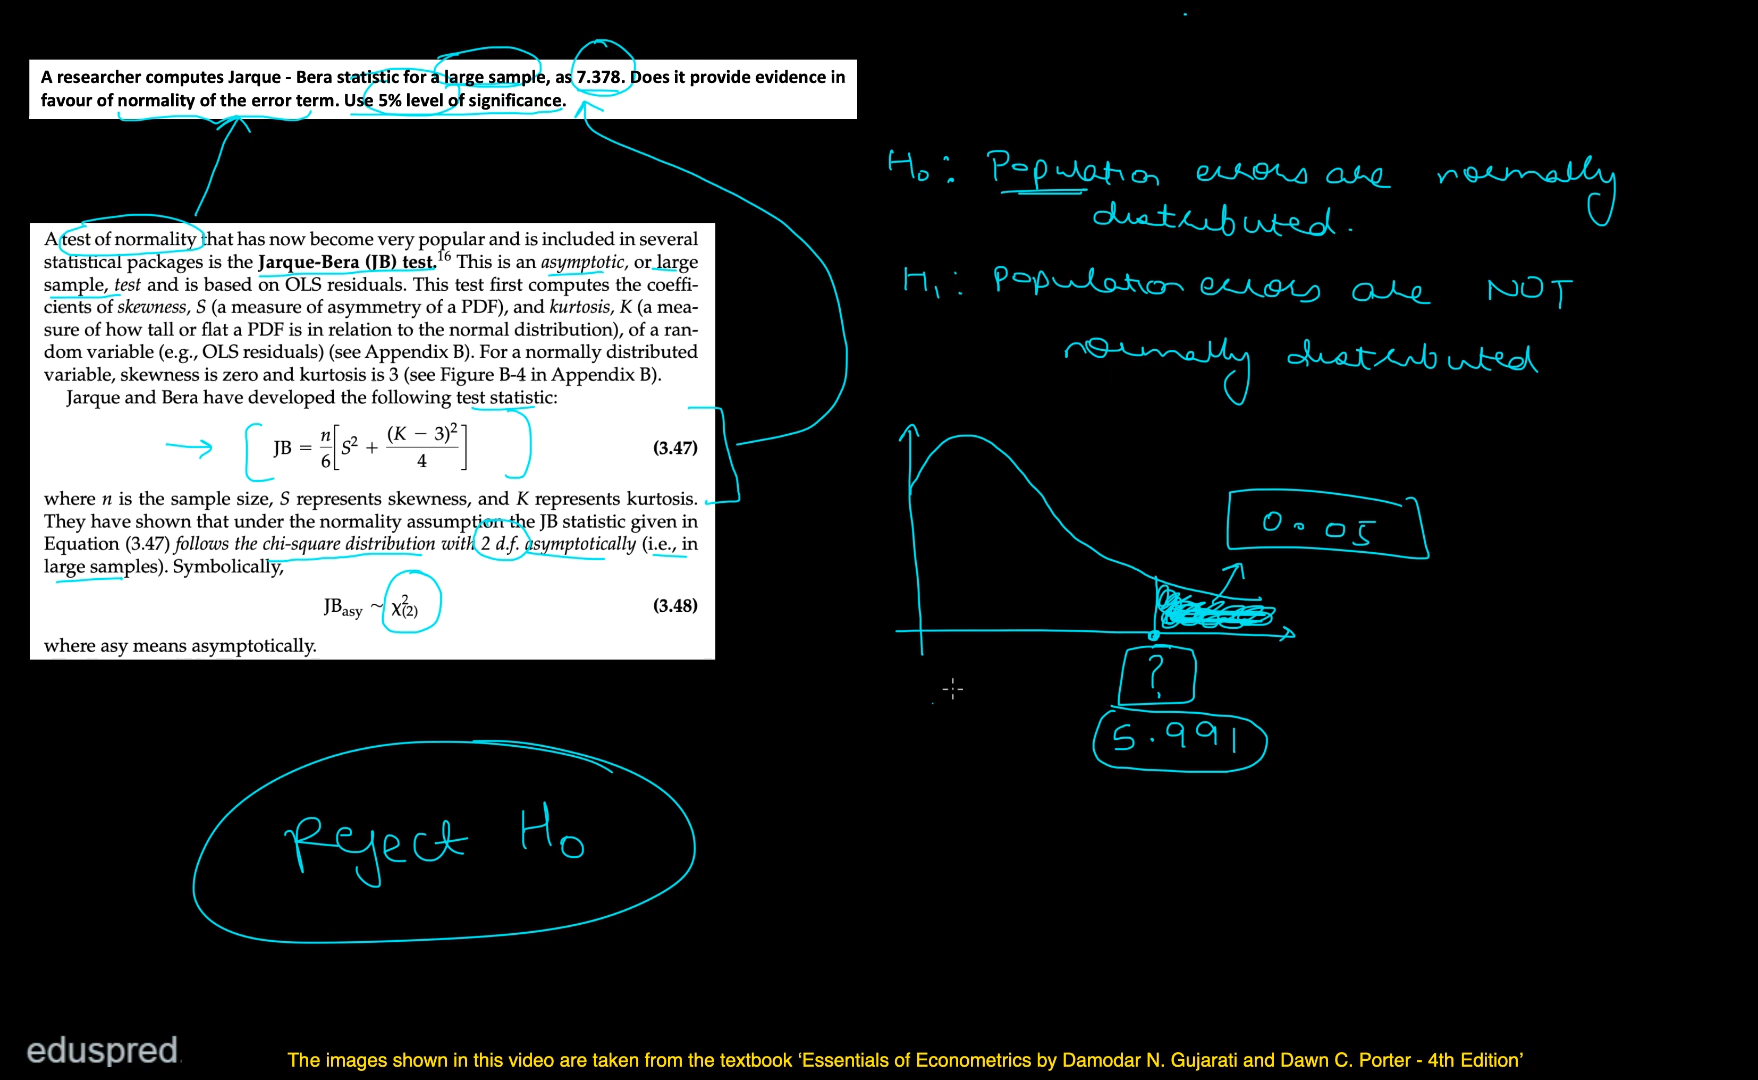 A researcher computes Jarque - Bera statistic for a large sample, as 7.378. Does it provide evidence in
favour of normality of the error term. Use 5% level of significance.
A test of normality that has now become very popular and is included in several
statistical packages is the Jarque-Bera (JB) test.16 This is an asymptotic, or large
sample, test and is based on OLS residuals. This test first computes the coeffi-
cients of skewness, S (a measure of asymmetry of a PDF), and kurtosis, K (a mea-
sure of how tall or flat a PDF is in relation to the normal distribution), of a ran-
dom variable (e.g., OLS residuals) (see Appendix B). For a normally distributed
variable, skewness is zero and kurtosis is 3 (see Figure B-4 in Appendix B).
Jarque and Bera have developed the following test statistic:
JB = n/6 [S² + (K − 3)²/4] (3.47)
where n is the sample size, S represents skewness, and K represents kurtosis.
They have shown that under the normality assumption the JB statistic given in
Equation (3.47) follows the chi-square distribution with 2 d.f. asymptotically (i.e., in
large samples). Symbolically,
JBasy ~ χ²(2) (3.48)
where asy means asymptotically.
H0: Population errors are normally
distributed.
H1: Population errors are NOT
normally distributed
0.05
?
5.991
Reject H0
eduspred
The images shown in this video are taken from the textbook ‘Essentials of Econometrics by Damodar N. Gujarati and Dawn C. Porter - 4th Edition’